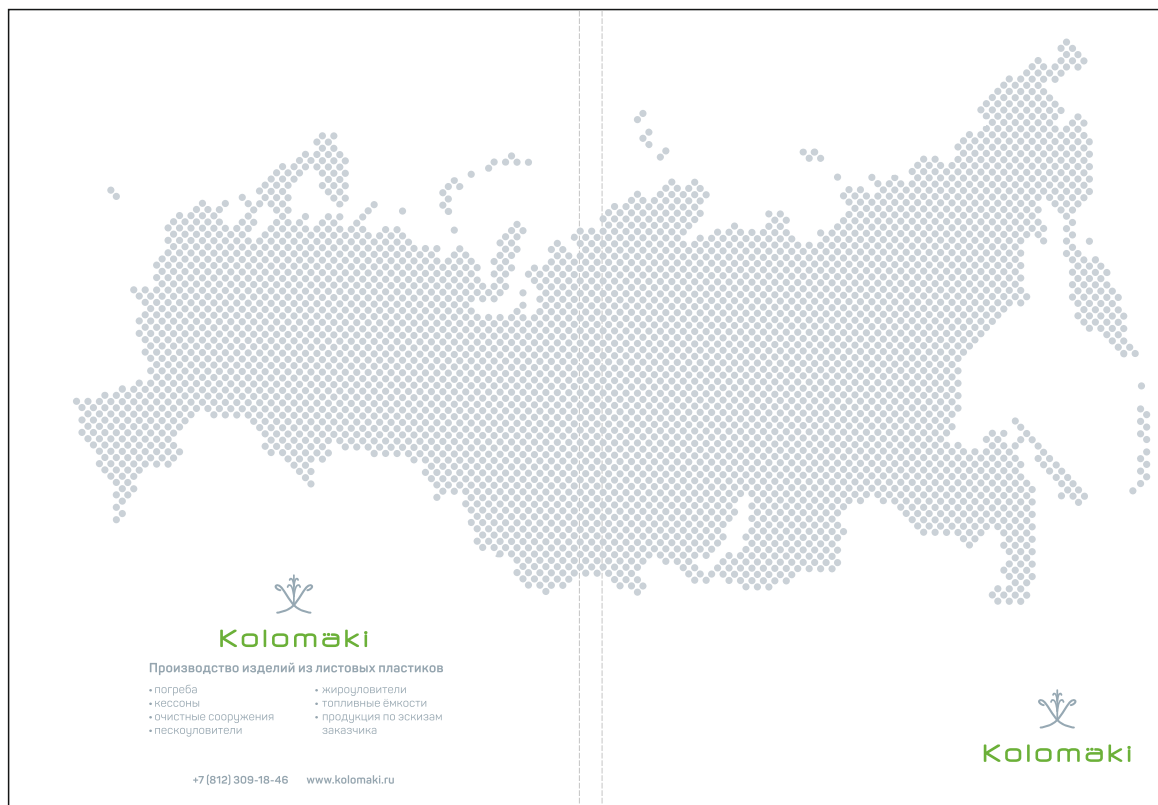 Kolomäki
Производство изделий из листовых пластиков
• погреба
• кессоны
• очистные сооружения
• пескоуловители
• жироуловители
• топливные ёмкости
• продукция по эскизам
заказчика
+7 (812) 309-18-46 www.kolomaki.ru
Kolomäki